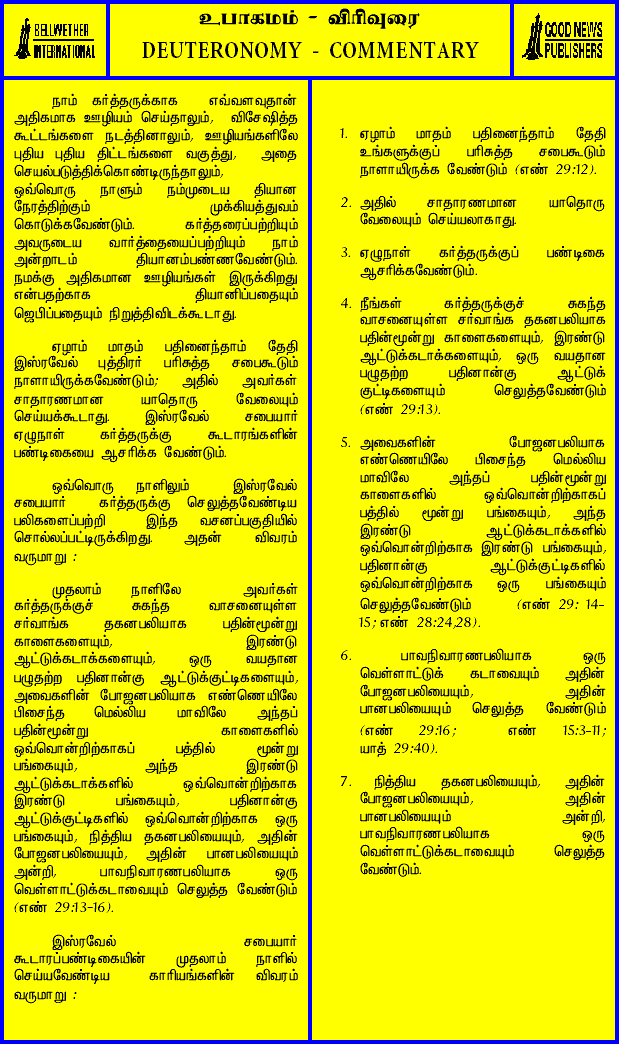 BELLWETHER
INTERNATIONAL
உபாகமம் - விரிவுரை
DEUTERONOMY - COMMENTARY
GOOD NEWS
PUBLISHERS
நாம் கர்த்தருக்காக எவ்வளவுதான்
அதிகமாக ஊழியம் செய்தாலும், விசேஷித்த
கூட்டங்களை நடத்தினாலும், ஊழியங்களிலே
புதிய புதிய திட்டங்களை வகுத்து, அதை
செயல்படுத்திக்கொண்டிருந்தாலும்,
ஒவ்வொரு நாளும் நம்முடைய தியான
நேரத்திற்கும் முக்கியத்துவம்
கொடுக்கவேண்டும். கர்த்தரைப்பற்றியும்
அவருடைய வார்த்தையைப்பற்றியும் நாம்
அன்றாடம் தியானம்பண்ணவேண்டும்.
நமக்கு அதிகமான ஊழியங்கள் இருக்கிறது
என்பதற்காக தியானிப்பதையும்
ஜெபிப்பதையும் நிறுத்திவிடக்கூடாது.
ஏழாம் மாதம் பதினைந்தாம் தேதி
இஸ்ரவேல் புத்திரர் பரிசுத்த சபைகூடும்
நாளாயிருக்கவேண்டும்; அதில் அவர்கள்
சாதாரணமான யாதொரு வேலையும்
செய்யக்கூடாது. இஸ்ரவேல் சபையார்
ஏழுநாள் கர்த்தருக்கு கூடாரங்களின்
பண்டிகையை ஆசரிக்க வேண்டும்.
ஒவ்வொரு நாளிலும் இஸ்ரவேல்
சபையார் கர்த்தருக்கு செலுத்தவேண்டிய
பலிகளைப்பற்றி இந்த வசனப்பகுதியில்
சொல்லப்பட்டிருக்கிறது. அதன் விவரம்
வருமாறு :
முதலாம் நாளிலே அவர்கள்
கர்த்தருக்குச் சுகந்த வாசனையுள்ள
சர்வாங்க தகனபலியாக பதின்மூன்று
காளைகளையும், இரண்டு
ஆட்டுக்கடாக்களையும், ஒரு வயதான
பழுதற்ற பதினான்கு ஆட்டுக்குட்டிகளையும்,
அவைகளின் போஜனபலியாக எண்ணெயிலே
பிசைந்த மெல்லிய மாவிலே அந்தப்
பதின்மூன்று காளைகளில்
ஒவ்வொன்றிற்காகப் பத்தில் மூன்று
பங்கையும், அந்த இரண்டு
ஆட்டுக்கடாக்களில் ஒவ்வொன்றிற்காக
இரண்டு பங்கையும், பதினான்கு
ஆட்டுக்குட்டிகளில் ஒவ்வொன்றிற்காக ஒரு
பங்கையும், நித்திய தகனபலியையும், அதின்
போஜனபலியையும், அதின் பானபலியையும்
அன்றி, பாவநிவாரணபலியாக ஒரு
வெள்ளாட்டுக்கடாவையும் செலுத்த வேண்டும்
(எண் 29:13-16).
இஸ்ரவேல் சபையார்
கூடாரப்பண்டிகையின் முதலாம் நாளில்
செய்யவேண்டிய காரியங்களின் விவரம்
வருமாறு :
1. ஏழாம் மாதம் பதினைந்தாம் தேதி
உங்களுக்குப் பரிசுத்த சபைகூடும்
நாளாயிருக்க வேண்டும் (எண் 29:12).
2. அதில் சாதாரணமான யாதொரு
வேலையும் செய்யலாகாது.
3. ஏழுநாள் கர்த்தருக்குப் பண்டிகை
ஆசரிக்கவேண்டும்.
4. நீங்கள் கர்த்தருக்குச் சுகந்த
வாசனையுள்ள சர்வாங்க தகனபலியாக
பதின்மூன்று காளைகளையும், இரண்டு
ஆட்டுக்கடாக்களையும், ஒரு வயதான
பழுதற்ற பதினான்கு ஆட்டுக்
குட்டிகளையும் செலுத்தவேண்டும்
(எண் 29:13).
5. அவைகளின் போஜனபலியாக
எண்ணெயிலே பிசைந்த மெல்லிய
மாவிலே அந்தப் பதின்மூன்று
காளைகளில் ஒவ்வொன்றிற்காகப்
பத்தில் மூன்று பங்கையும், அந்த
இரண்டு ஆட்டுக்கடாக்களில்
ஒவ்வொன்றிற்காக இரண்டு பங்கையும்,
பதினான்கு ஆட்டுக்குட்டிகளில்
ஒவ்வொன்றிற்காக ஒரு பங்கையும்
செலுத்தவேண்டும் (எண் 29: 14-
15; எண் 28:24,28).
6. பாவநிவாரணபலியாக ஒரு
வெள்ளாட்டுக் கடாவையும் அதின்
போஜனபலியையும், அதின்
பானபலியையும் செலுத்த வேண்டும்
(எண் 29:16; எண் 15:3-11;
யாத் 29:40).
7. நித்திய தகனபலியையும், அதின்
போஜனபலியையும், அதின்
பானபலியையும் அன்றி,
பாவநிவாரணபலியாக ஒரு
வெள்ளாட்டுக்கடாவையும் செலுத்த
வேண்டும்.